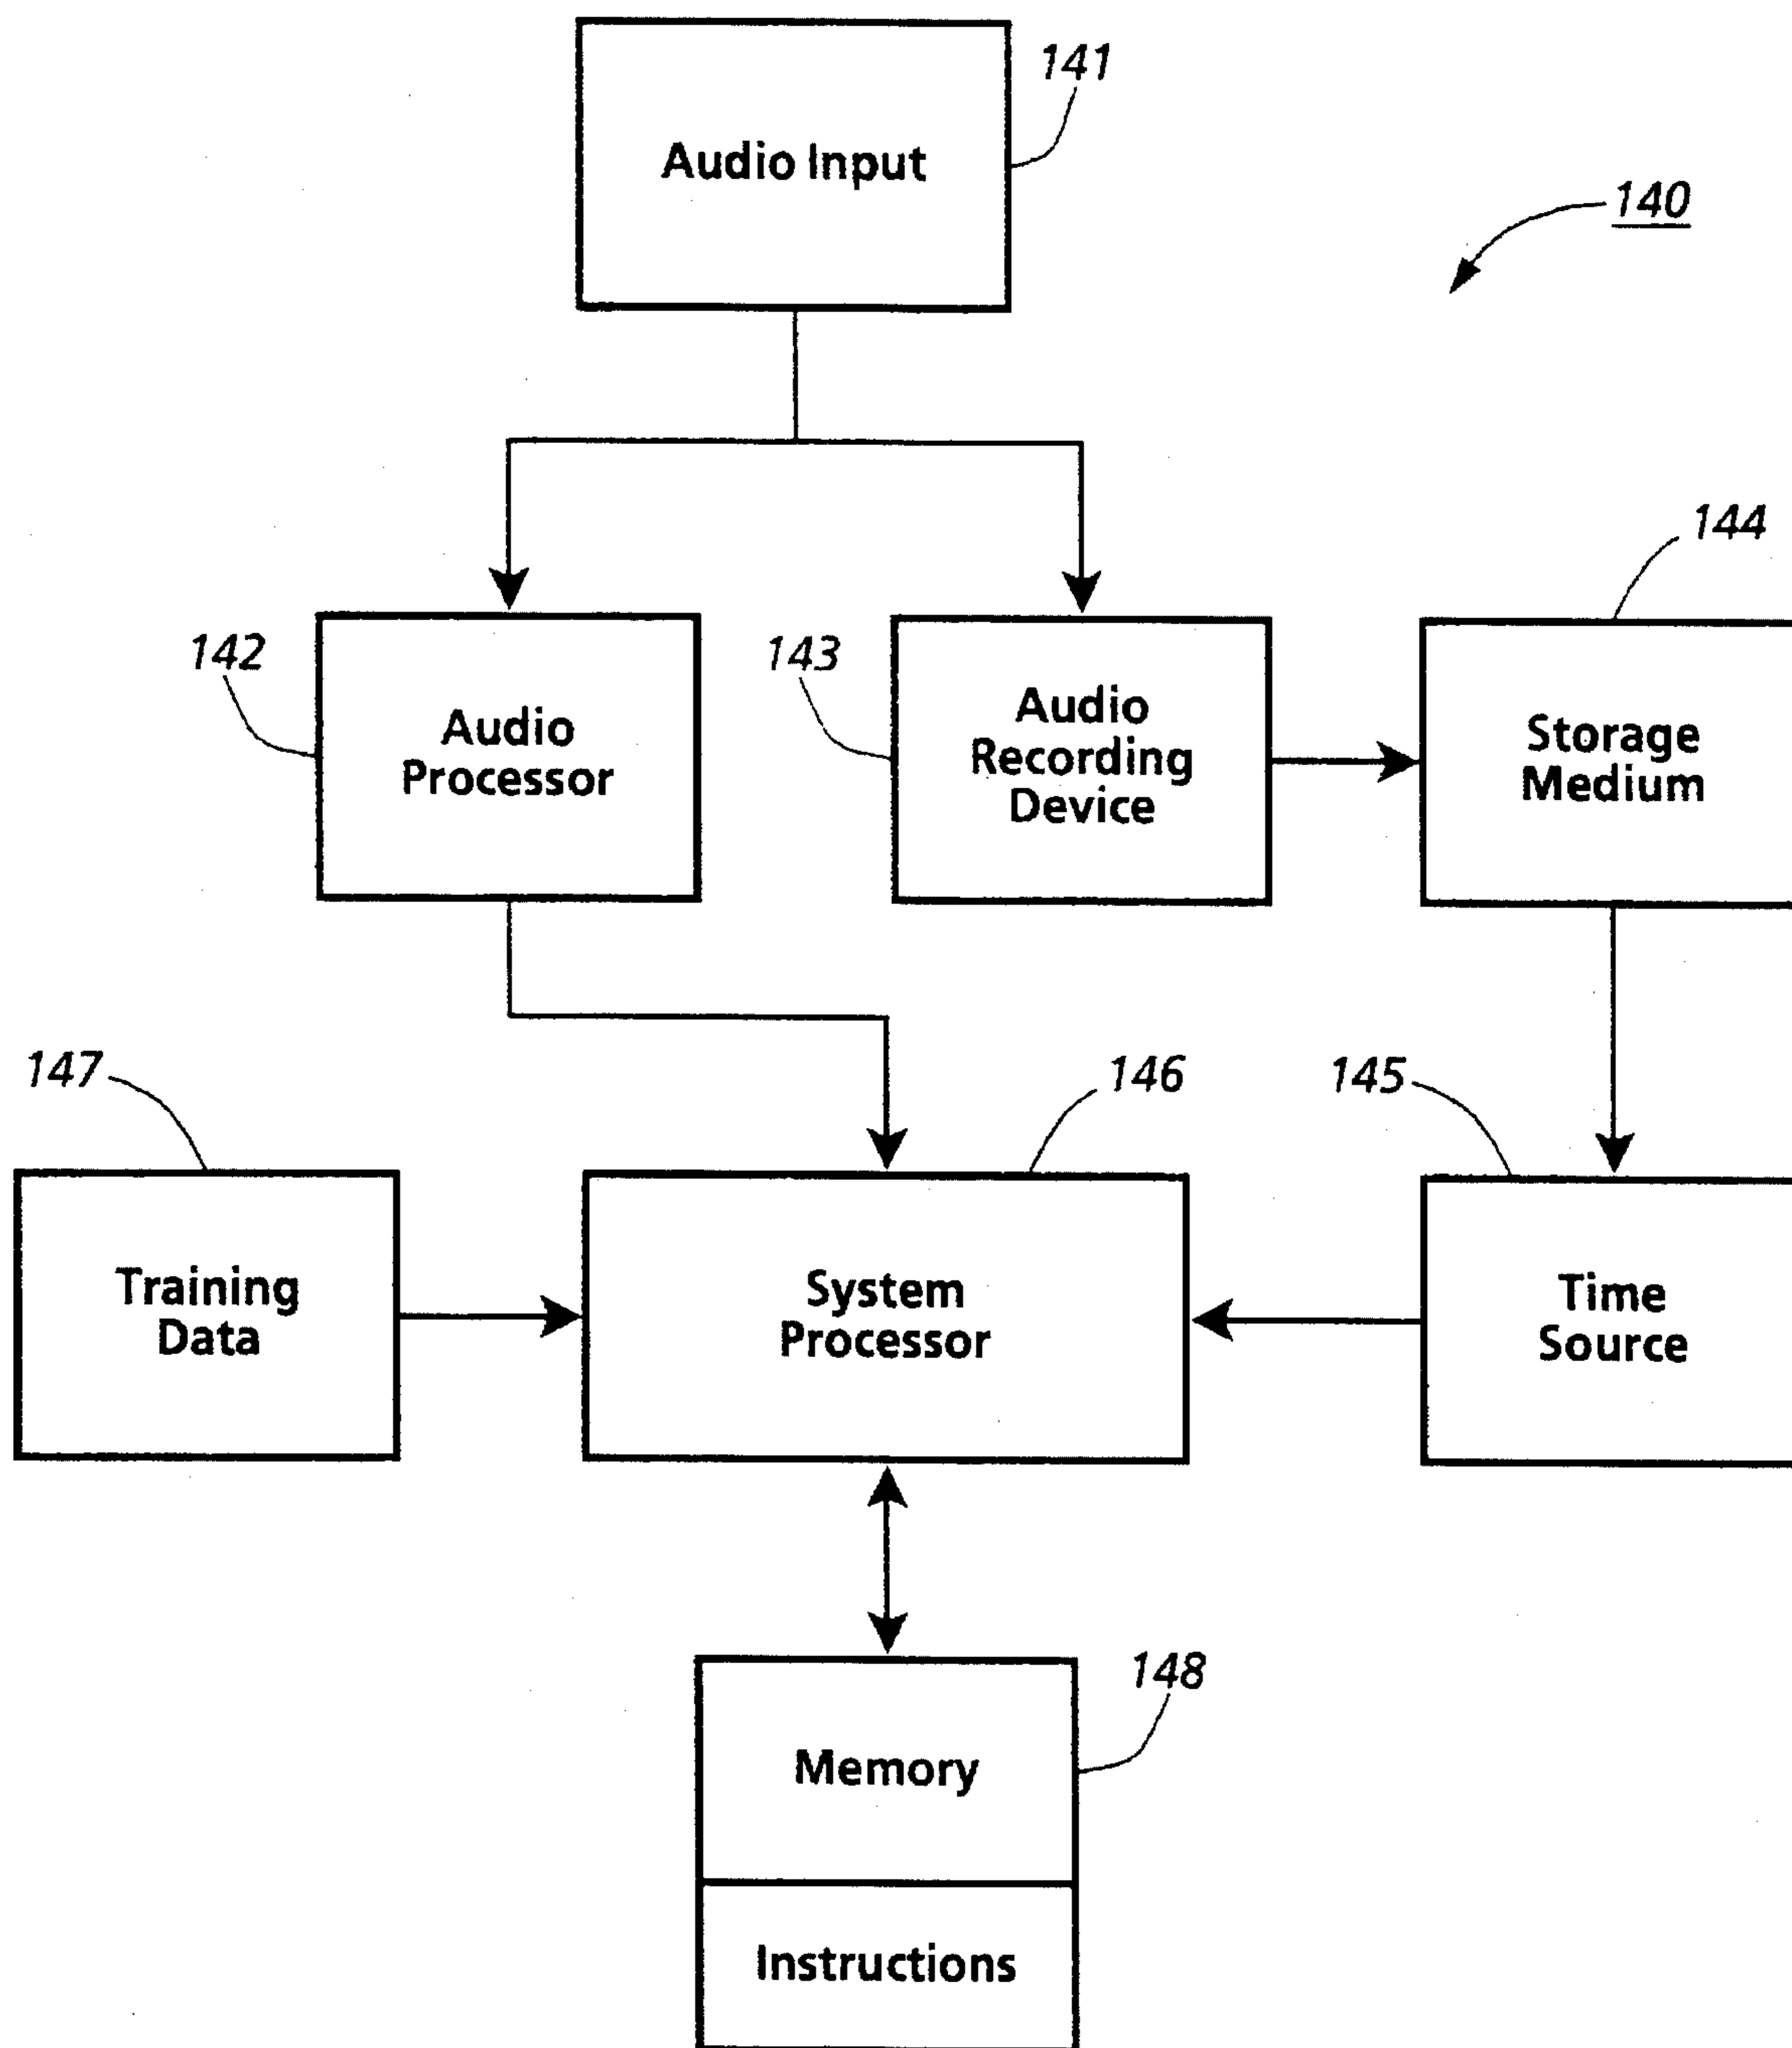 141
Audio Input
140
144
142
143
Audio
Processor
Audio
Recording
Device
Storage
Medium
147
146
145
Training
Data
System
Processor
Time
Source
148
Memory
Instructions